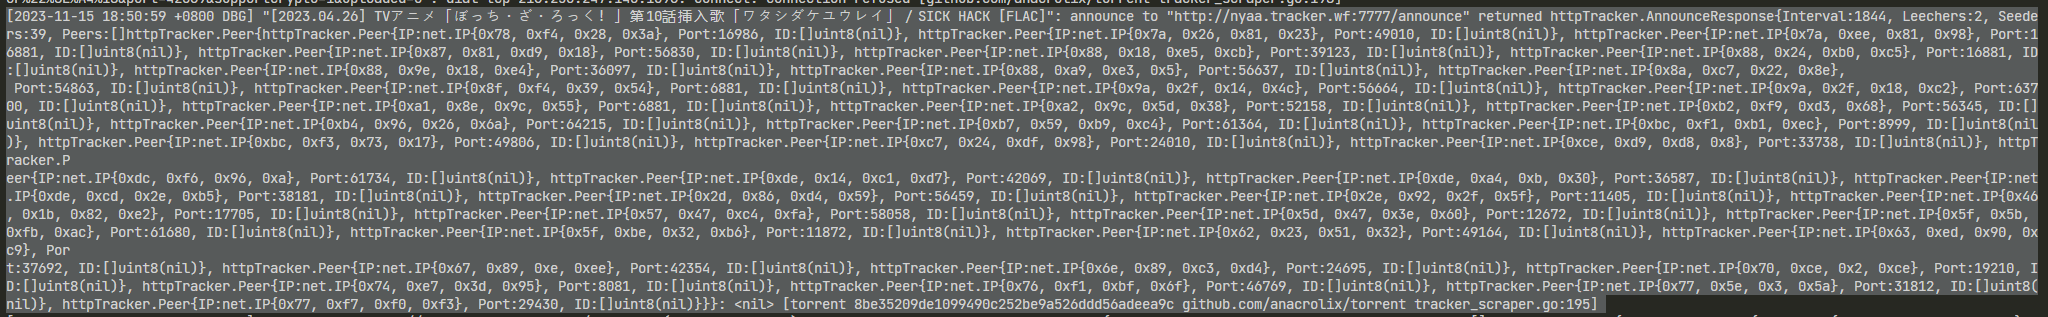 [2023-11-15 18:50:59 +0800 DBG] "[2023.04.26] TVアニメ「ぼっち・ざ・ろっく! 」第10話挿入歌「ワタシダケユウレイ」 / SICK HACK [FLAC]": announce to "http://nyaa.tracker.wf:7777/announce" returned httpTracker.AnnounceResponse{Interval:1844, Leechers:2, Seede
rs:39, Peers:[]httpTracker.Peer{httpTracker.Peer{IP:net.IP{0x78, 0xf4, 0x28, 0x3a}, Port:16986, ID:[]uint8(nil)}, httpTracker.Peer{IP:net.IP{0x7a, 0x26, 0x81, 0x23}, Port:49010, ID:[]uint8(nil)}, httpTracker.Peer{IP:net.IP{0x7a, 0xee, 0x81, 0x98}, Port:1
6881, ID:[]uint8(nil)}, httpTracker.Peer{IP:net.IP{0x87, 0x81, 0xd9, 0x18}, Port:56830, ID:[]uint8(nil)}, httpTracker.Peer{IP:net.IP{0x88, 0x18, 0xe5, 0xcb}, Port:39123, ID:[]uint8(nil)}, httpTracker.Peer{IP:net.IP{0x88, 0x24, 0xb0, 0xc5}, Port:16881, ID
:[]uint8(nil)}, httpTracker.Peer{IP:net.IP{0x88, 0x9e, 0x18, 0xe4}, Port:36097, ID:[]uint8(nil)}, httpTracker.Peer{IP:net.IP{0x88, 0xa9, 0xe3, 0x5}, Port:56637, ID:[]uint8(nil)}, httpTracker.Peer{IP:net.IP{0x8a, 0xc7, 0x22, 0x8e},
Port:54863, ID:[]uint8(nil)}, httpTracker.Peer{IP:net.IP{0x8f, 0xf4, 0x39, 0x54}, Port:6881, ID:[]uint8(nil)}, httpTracker.Peer{IP:net.IP{0x9a, 0x2f, 0x14, 0x4c}, Port:56664, ID:[]uint8(nil)}, httpTracker.Peer{IP:net.IP{0x9a, 0x2f, 0x18, 0xc2}, Port:637
00, ID:[]uint8(nil)}, httpTracker.Peer{IP:net.IP{0xa1, 0x8e, 0x9c, 0x55}, Port:6881, ID:[]uint8(nil)}, httpTracker.Peer{IP:net.IP{0xa2, 0x9c, 0x5d, 0x38}, Port:52158, ID:[]uint8(nil)}, httpTracker.Peer{IP:net.IP{0xb2, 0xf9, 0xd3, 0x68}, Port:56345, ID:[]
uint8(nil)}, httpTracker.Peer{IP:net.IP{0xb4, 0x96, 0x26, 0x6a}, Port:64215, ID:[]uint8(nil)}, httpTracker.Peer{IP:net.IP{0xb7, 0x59, 0xb9, 0xc4}, Port:61364, ID:[]uint8(nil)}, httpTracker.Peer{IP:net.IP{0xbc, 0xf1, 0xb1, 0xec}, Port:8999, ID:[]uint8(nil
)}, httpTracker.Peer{IP:net.IP{0xbc, 0xf3, 0x73, 0x17}, Port:49806, ID:[]uint8(nil)}, httpTracker.Peer{IP:net.IP{0xc7, 0x24, 0xdf, 0x98}, Port:24010, ID:[]uint8(nil)}, httpTracker.Peer{IP:net.IP{0xce, 0xd9, 0xd8, 0x8}, Port:33738, ID:[]uint8(nil)}, httpT
racker.P
eer{IP:net.IP{0xdc, 0xf6, 0x96, 0xa}, Port:61734, ID:[]uint8(nil)}, httpTracker.Peer{IP:net.IP{0xde, 0x14, 0xc1, 0xd7}, Port:42069, ID:[]uint8(nil)}, httpTracker.Peer{IP:net.IP{0xde, 0xa4, 0xb, 0x30}, Port:36587, ID:[]uint8(nil)}, httpTracker.Peer{IP:net
.IP{0xde, 0xcd, 0x2e, 0xb5}, Port:38181, ID:[]uint8(nil)}, httpTracker.Peer{IP:net.IP{0x2d, 0x86, 0xd4, 0x59}, Port:56459, ID:[]uint8(nil)}, httpTracker.Peer{IP:net.IP{0x2e, 0x92, 0x2f, 0x5f}, Port:11405, ID:[]uint8(nil)}, httpTracker.Peer{IP:net.IP{0x46
, 0x1b, 0x82, 0xe2}, Port:17705, ID:[]uint8(nil)}, httpTracker.Peer{IP:net.IP{0x57, 0x47, 0xc4, 0xfa}, Port:58058, ID:[]uint8(nil)}, httpTracker.Peer{IP:net.IP{0x5d, 0x47, 0x3e, 0x60}, Port:12672, ID:[]uint8(nil)}, httpTracker.Peer{IP:net.IP{0x5f, 0x5b,
0xfb, 0xac}, Port:61680, ID:[]uint8(nil)}, httpTracker.Peer{IP:net.IP{0x5f, 0xbe, 0x32, 0xb6}, Port:11872, ID:[]uint8(nil)}, httpTracker.Peer{IP:net.IP{0x62, 0x23, 0x51, 0x32}, Port:49164, ID:[]uint8(nil)}, httpTracker.Peer{IP:net.IP{0x63, 0xed, 0x90, 0x
c9}, Por
t:37692, ID:[]uint8(nil)}, httpTracker.Peer{IP:net.IP{0x67, 0x89, 0xe, 0xee}, Port:42354, ID:[]uint8(nil)}, httpTracker.Peer{IP:net.IP{0x6e, 0x89, 0xc3, 0xd4}, Port:24695, ID:[]uint8(nil)}, httpTracker.Peer{IP:net.IP{0x70, 0xce, 0x2, 0xce}, Port:19210, I
D:[]uint8(nil)}, httpTracker.Peer{IP:net.IP{0x74, 0xe7, 0x3d, 0x95}, Port:8081, ID:[]uint8(nil)}, httpTracker.Peer{IP:net.IP{0x76, 0xf1, 0xbf, 0x6f}, Port:46769, ID:[]uint8(nil)}, httpTracker.Peer{IP:net.IP{0x77, 0x5e, 0x3, 0x5a}, Port:31812, ID:[]uint8(
nil)}, httpTracker.Peer{IP:net.IP{0x77, 0xf7, 0xf0, 0xf3}, Port:29430, ID:[]uint8(nil)}}}: <nil> [torrent 8be35209de1099490c252be9a526ddd56adeea9c github.com/anacrolix/torrent tracker_scraper.go:195]